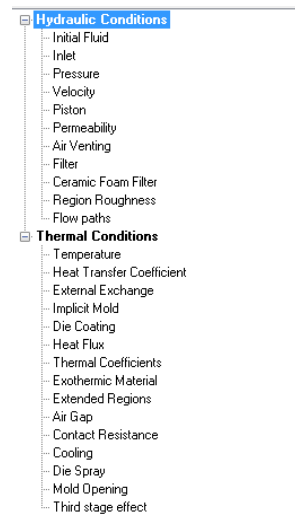 Hydraulic Conditions
Initial Fluid
Inlet
Pressure
Velocity
Piston
Permeability
Air Venting
Filter
Ceramic Foam Filter
Region Roughness
Flow paths
Thermal Conditions
Temperature
Heat Transfer Coefficient
External Exchange
Implicit Mold
Die Coating
Heat Flux
Thermal Coefficients
Exothermic Material
Extended Regions
Air Gap
Contact Resistance
Cooling
Die Spray
Mold Opening
Third stage effect